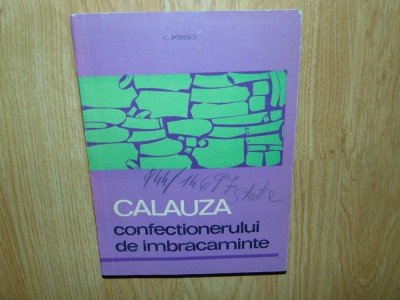 C. POPESCU
CALAUZA
confectionerului
de imbracaminte